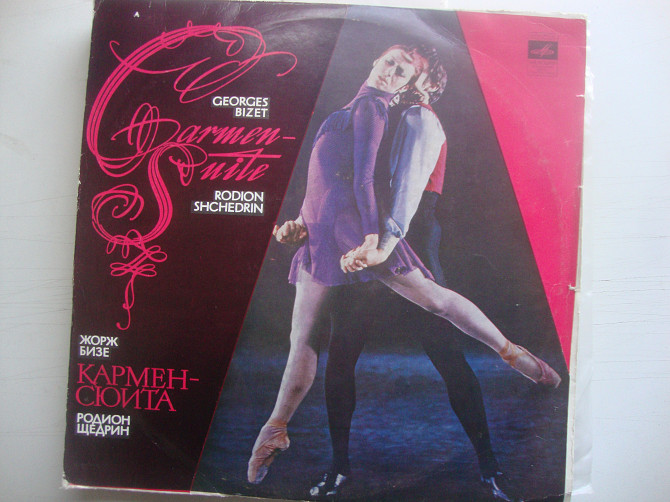 GEORGES
BIZET
Carmen-
Suite
RODION
SHCHEDRIN
ЖОРЖ
БИЗЕ
КАРМЕН-
СЮИТА
РОДИОН
ЩЕДРИН